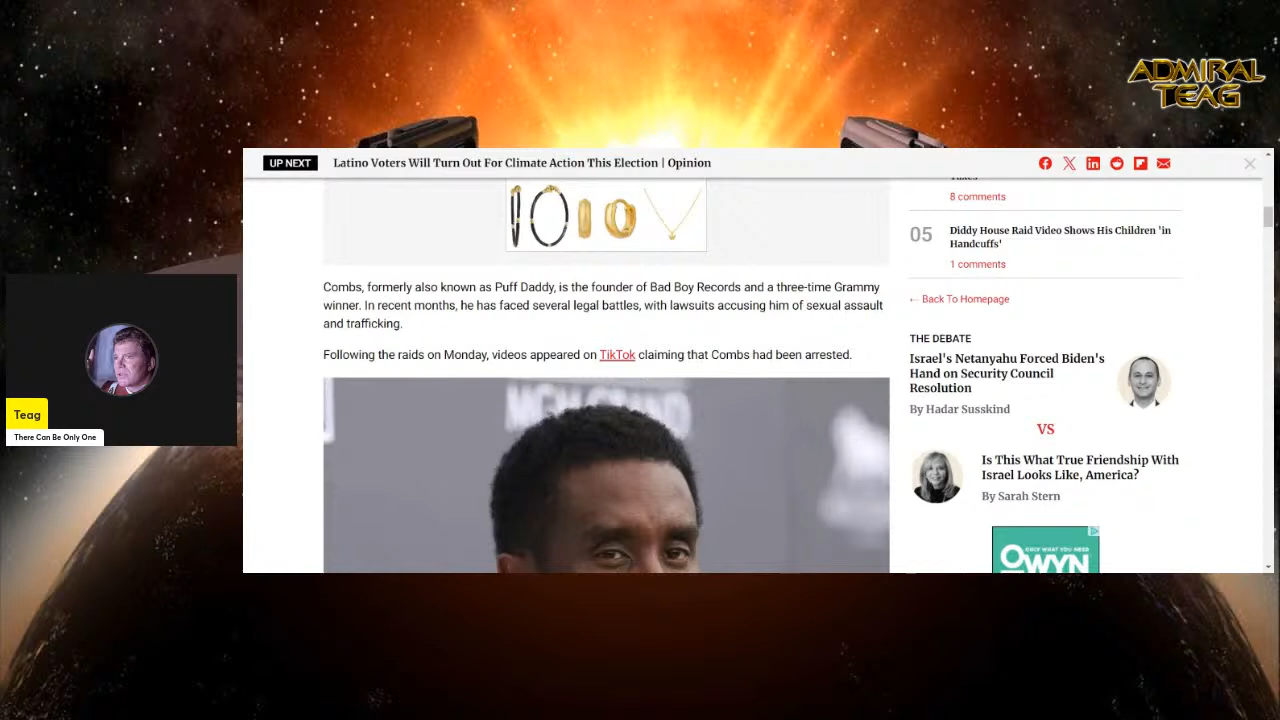 ADMIRAL
TEAG
UP NEXT
Latino Voters Will Turn Out For Climate Action This Election | Opinion
8 comments
05
Diddy House Raid Video Shows His Children 'in
Handcuffs'
1 comments
Combs, formerly also known as Puff Daddy, is the founder of Bad Boy Records and a three-time Grammy
winner. In recent months, he has faced several legal battles, with lawsuits accusing him of sexual assault
and trafficking.
Following the raids on Monday, videos appeared on TikTok claiming that Combs had been arrested.
← Back To Homepage
THE DEBATE
Israel's Netanyahu Forced Biden's
Hand on Security Council
Resolution
By Hadar Susskind
VS
Is This What True Friendship With
Israel Looks Like, America?
By Sarah Stern
ONLY WHAT YOU NEED
OWYN
Teag
There Can Be Only One